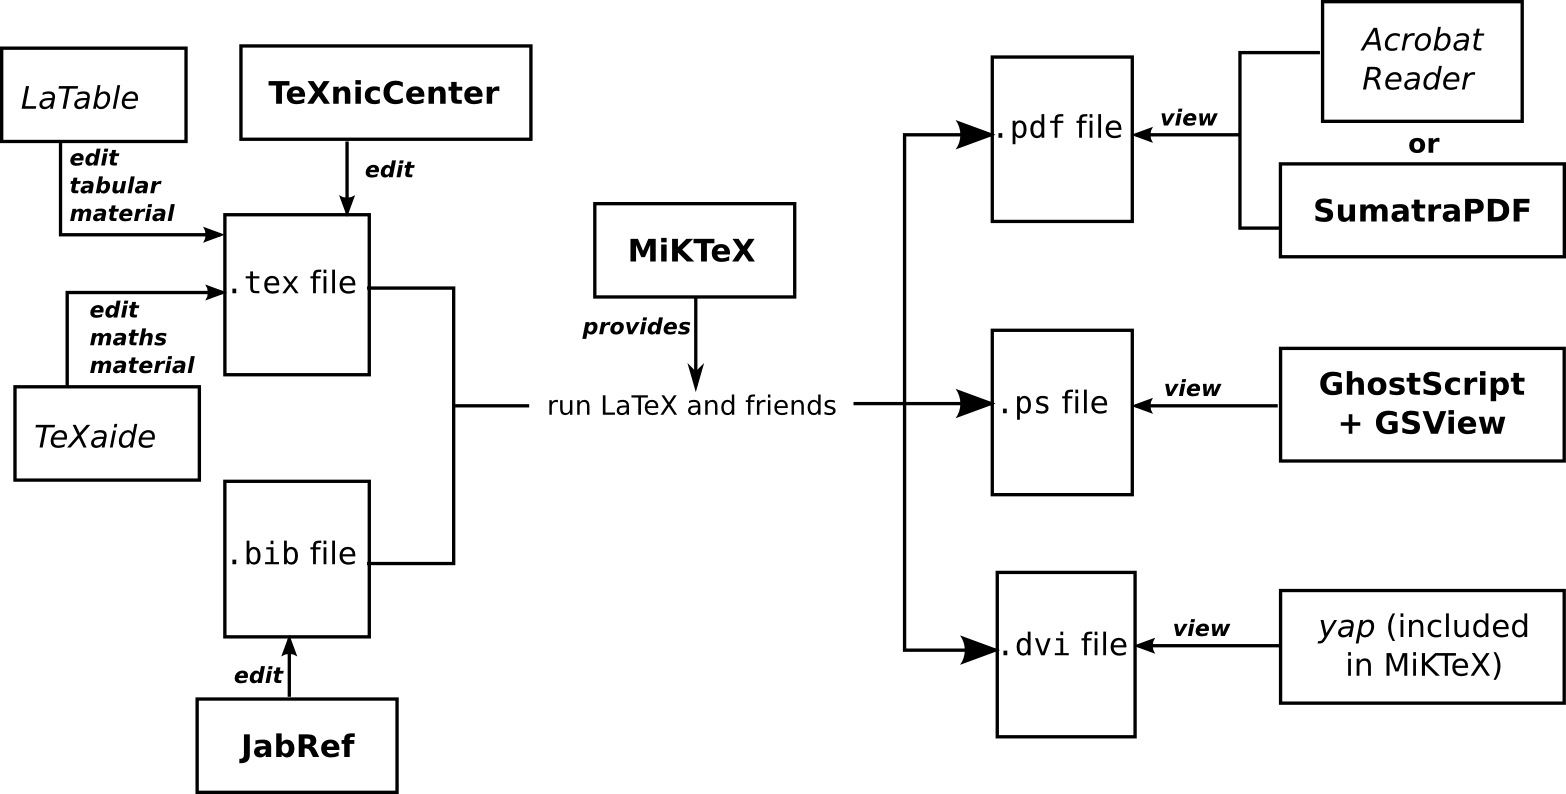 LaTable
TeXnicCenter
edit
tabular
material
edit
.tex file
edit
maths
material
TeXaide
.bib file
edit
JabRef
MiKTeX
provides
run LaTeX and friends
.pdf file
view
Acrobat
Reader
or
SumatraPDF
.ps file
view
GhostScript
+ GSView
.dvi file
view
yap (included
in MiKTeX)